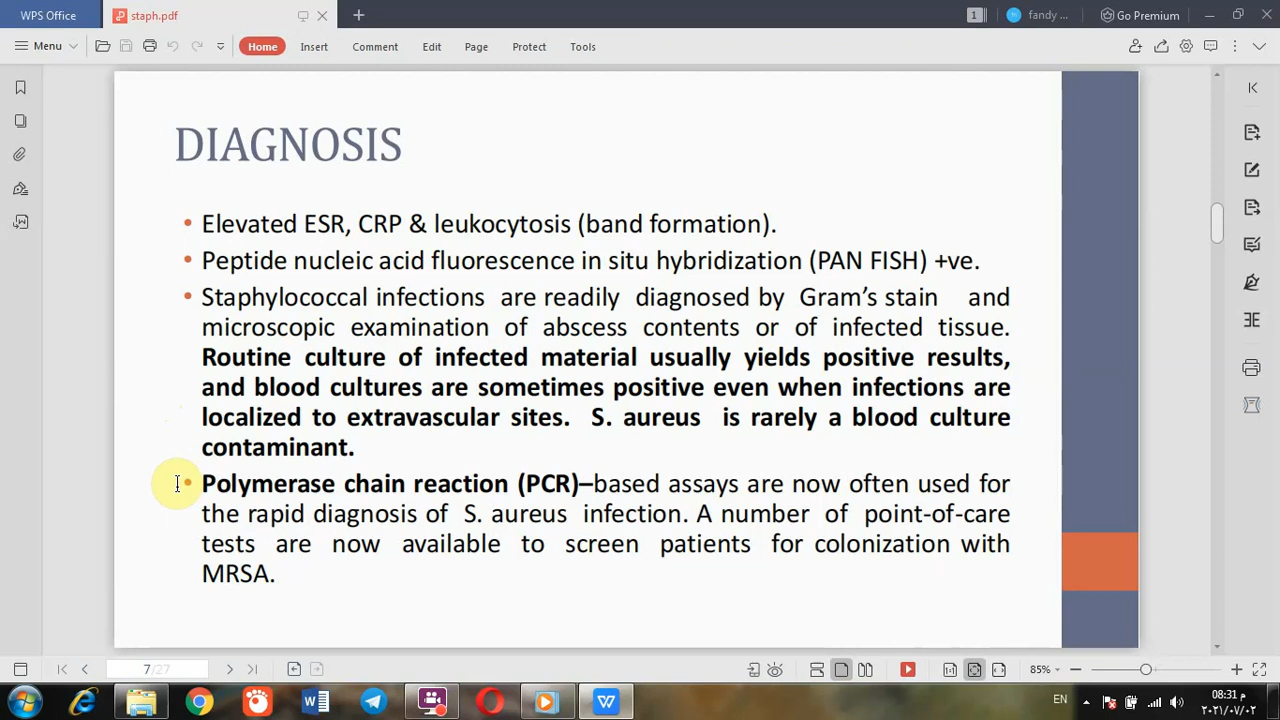 WPS Office
staph.pdf
1
fandy ...
Go Premium
Menu
Home
Insert
Comment
Edit
Page
Protect
Tools
DIAGNOSIS
• Elevated ESR, CRP & leukocytosis (band formation).
• Peptide nucleic acid fluorescence in situ hybridization (PAN FISH) +ve.
• Staphylococcal infections are readily diagnosed by Gram's stain and
microscopic examination of abscess contents or of infected tissue.
Routine culture of infected material usually yields positive results,
and blood cultures are sometimes positive even when infections are
localized to extravascular sites. S. aureus is rarely a blood culture
contaminant.
• Polymerase chain reaction (PCR)–based assays are now often used for
the rapid diagnosis of S. aureus infection. A number of point-of-care
tests are now available to screen patients for colonization with
MRSA.
7/27
85%
EN
08:31 م
٢٠٢١/٠٧/٠٢